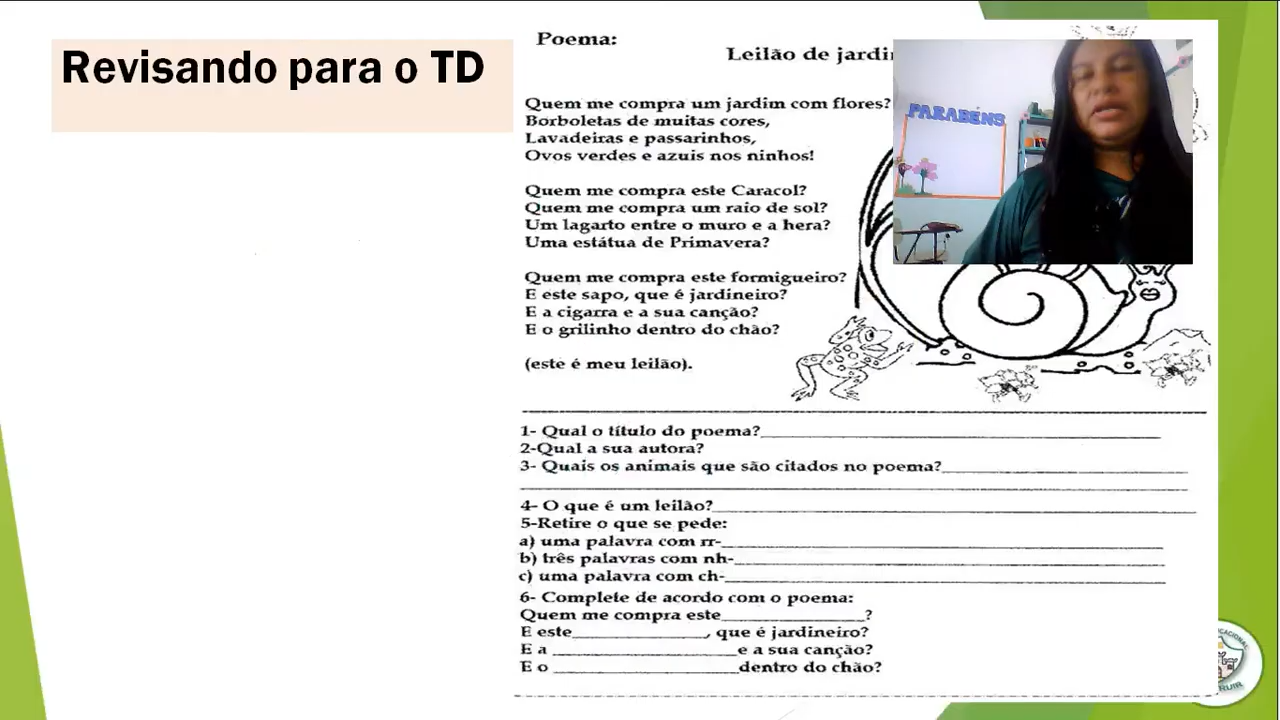 Revisando para o TD
Poema:
Leilão de jardi
PARABÉNS
Quem me compra um jardim com flores?
Borboletas de muitas cores,
Lavadeiras e passarinhos,
Ovos verdes e azuis nos ninhos!
Quem me compra este Caracol?
Quem me compra um raio de sol?
Um lagarto entre o muro e a hera?
Uma estátua de Primavera?
Quem me compra este formigueiro?
E este sapo, que é jardineiro?
E a cigarra e a sua canção?
E o grilinho dentro do chão?
(este é meu leilão).
1- Qual o título do poema?
2-Qual a sua autora?
3- Quais os animais que são citados no poema?
4- O que é um leilão?
5-Retire o que se pede:
a) uma palavra com rr-
b) três palavras com nh-
c) uma palavra com ch-
6- Complete de acordo com o poema:
Quem me compra este ?
E este , que é jardineiro?
E a e a sua canção?
E o dentro do chão?